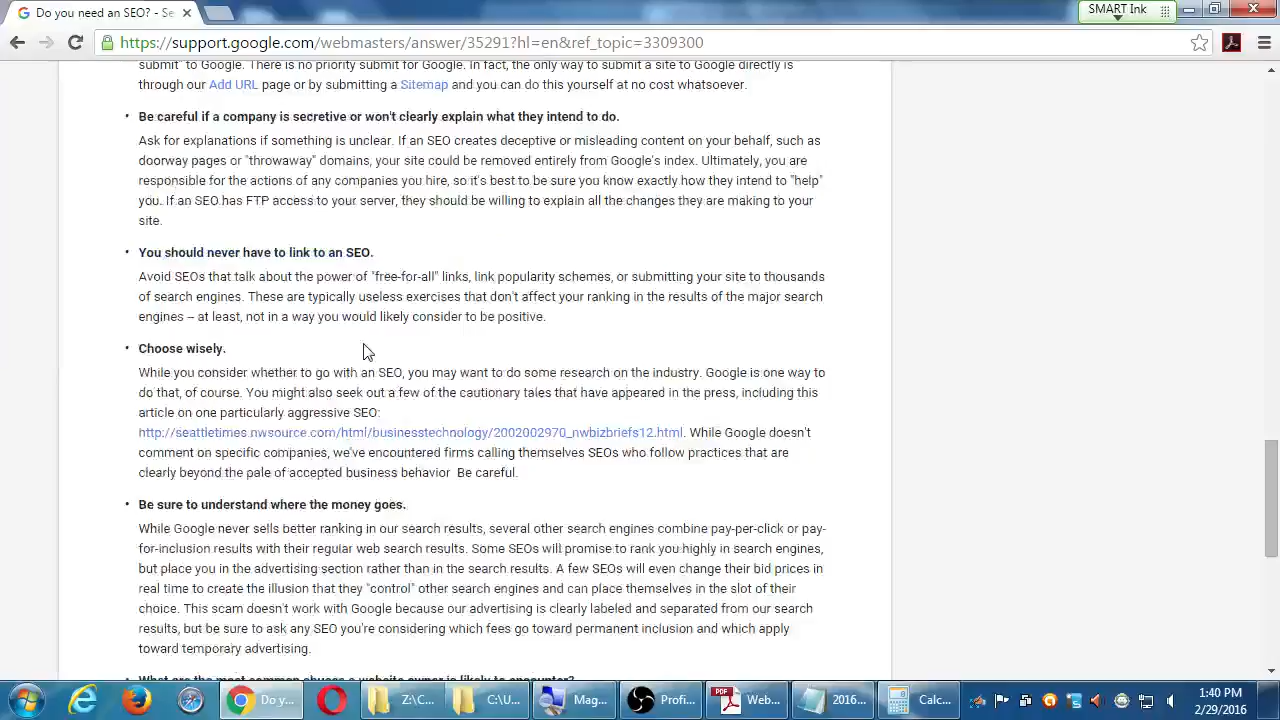 Do you need an SEO? - Se
SMART Ink
https://support.google.com/webmasters/answer/35291?hl=en&ref_topic=3309300
submit" to Google. There is no priority submit for Google. In fact, the only way to submit a site to Google directly is
through our Add URL page or by submitting a Sitemap and you can do this yourself at no cost whatsoever.
• Be careful if a company is secretive or won't clearly explain what they intend to do.
Ask for explanations if something is unclear. If an SEO creates deceptive or misleading content on your behalf, such as
doorway pages or "throwaway" domains, your site could be removed entirely from Google's index. Ultimately, you are
responsible for the actions of any companies you hire, so it's best to be sure you know exactly how they intend to "help"
you. If an SEO has FTP access to your server, they should be willing to explain all the changes they are making to your
site.
• You should never have to link to an SEO.
Avoid SEOs that talk about the power of "free-for-all" links, link popularity schemes, or submitting your site to thousands
of search engines. These are typically useless exercises that don't affect your ranking in the results of the major search
engines -- at least, not in a way you would likely consider to be positive.
• Choose wisely.
While you consider whether to go with an SEO, you may want to do some research on the industry. Google is one way to
do that, of course. You might also seek out a few of the cautionary tales that have appeared in the press, including this
article on one particularly aggressive SEO:
http://seattletimes.nwsource.com/html/businesstechnology/2002002970_nwbizbriefs12.html. While Google doesn't
comment on specific companies, we've encountered firms calling themselves SEOs who follow practices that are
clearly beyond the pale of accepted business behavior Be careful.
• Be sure to understand where the money goes.
While Google never sells better ranking in our search results, several other search engines combine pay-per-click or pay-
for-inclusion results with their regular web search results. Some SEOs will promise to rank you highly in search engines,
but place you in the advertising section rather than in the search results. A few SEOs will even change their bid prices in
real time to create the illusion that they "control" other search engines and can place themselves in the slot of their
choice. This scam doesn't work with Google because our advertising is clearly labeled and separated from our search
results, but be sure to ask any SEO you're considering which fees go toward permanent inclusion and which apply
toward temporary advertising.
• What are the most common abuses a website owner is likely to encounter?
Do y... Z:\C... C:\U... Mag... Profi... Web... 2016... Calc...
1:40 PM
2/29/2016